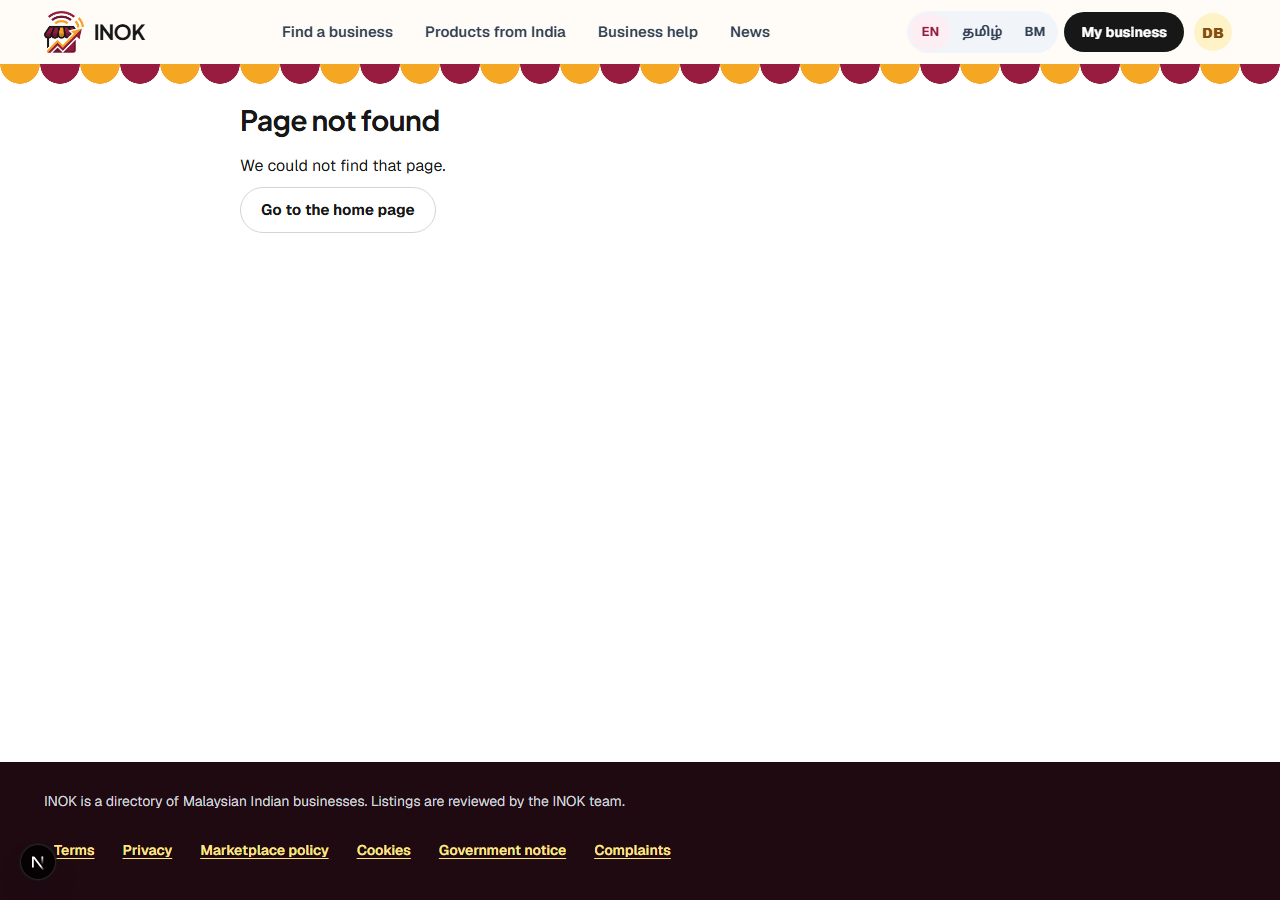 INOK
Find a business
Products from India
Business help
News
EN
தமிழ்
BM
My business
DB
Page not found
We could not find that page.
Go to the home page
INOK is a directory of Malaysian Indian businesses. Listings are reviewed by the INOK team.
N
Terms
Privacy
Marketplace policy
Cookies
Government notice
Complaints